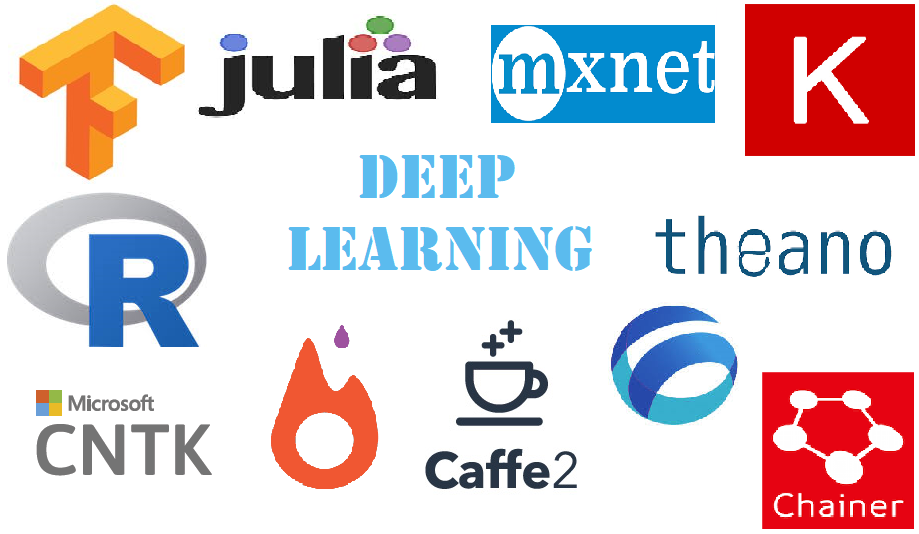 julia
mxnet
K
DEEP
LEARNING
theano
R
Microsoft
CNTK
Caffe2
Chainer